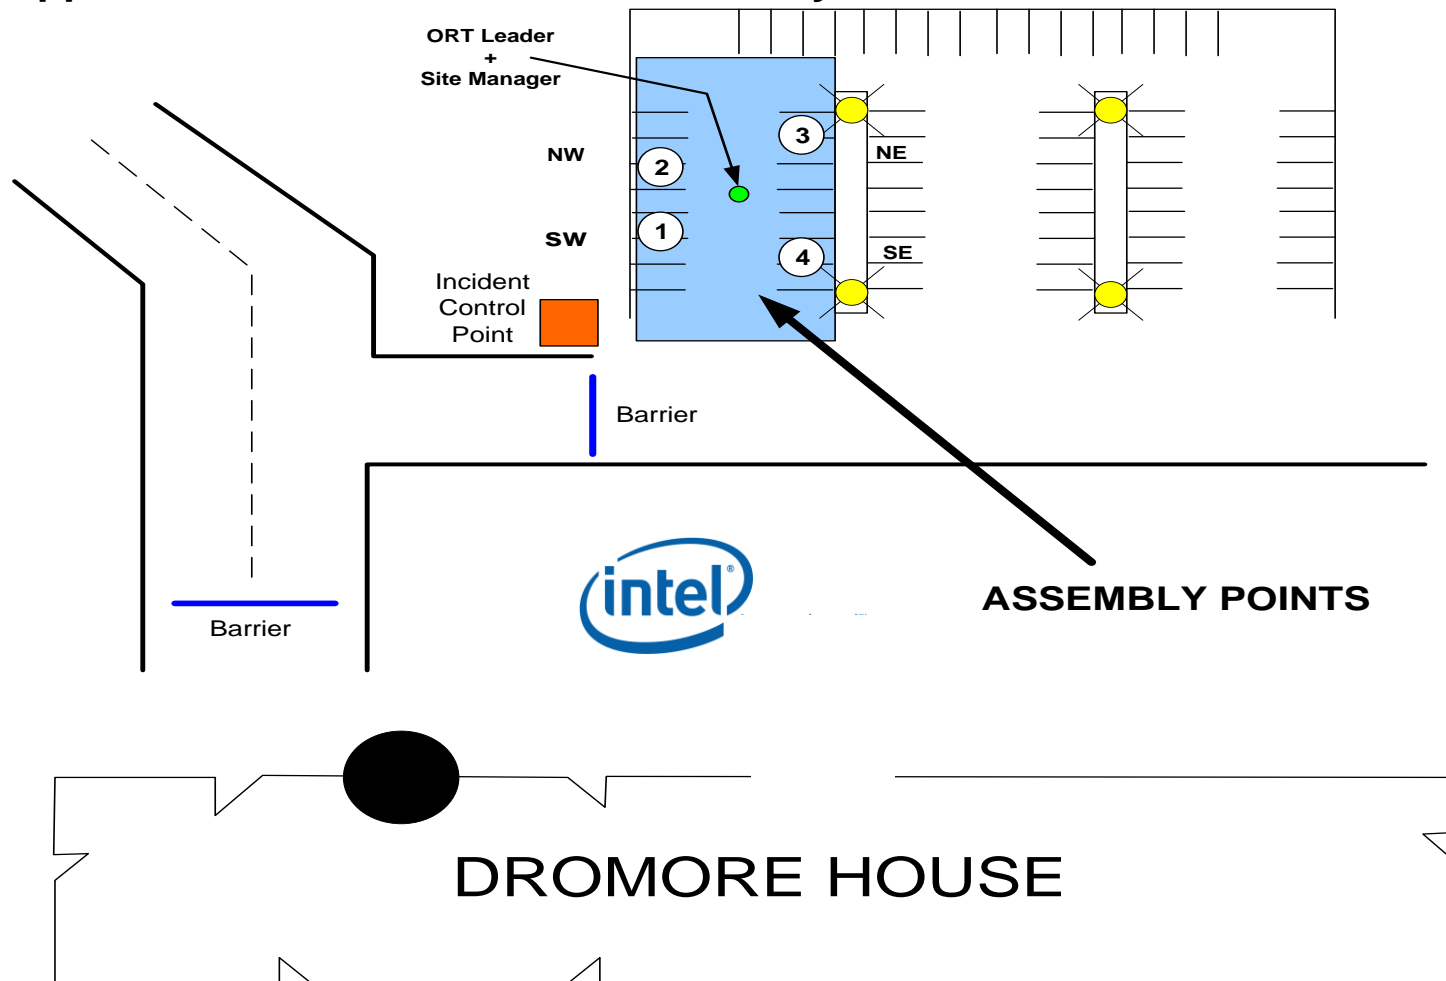 ORT Leader
+
Site Manager
3
NW
NE
2
1
SW
4
SE
Incident
Control
Point
Barrier
intel®
ASSEMBLY POINTS
Barrier
DROMORE HOUSE